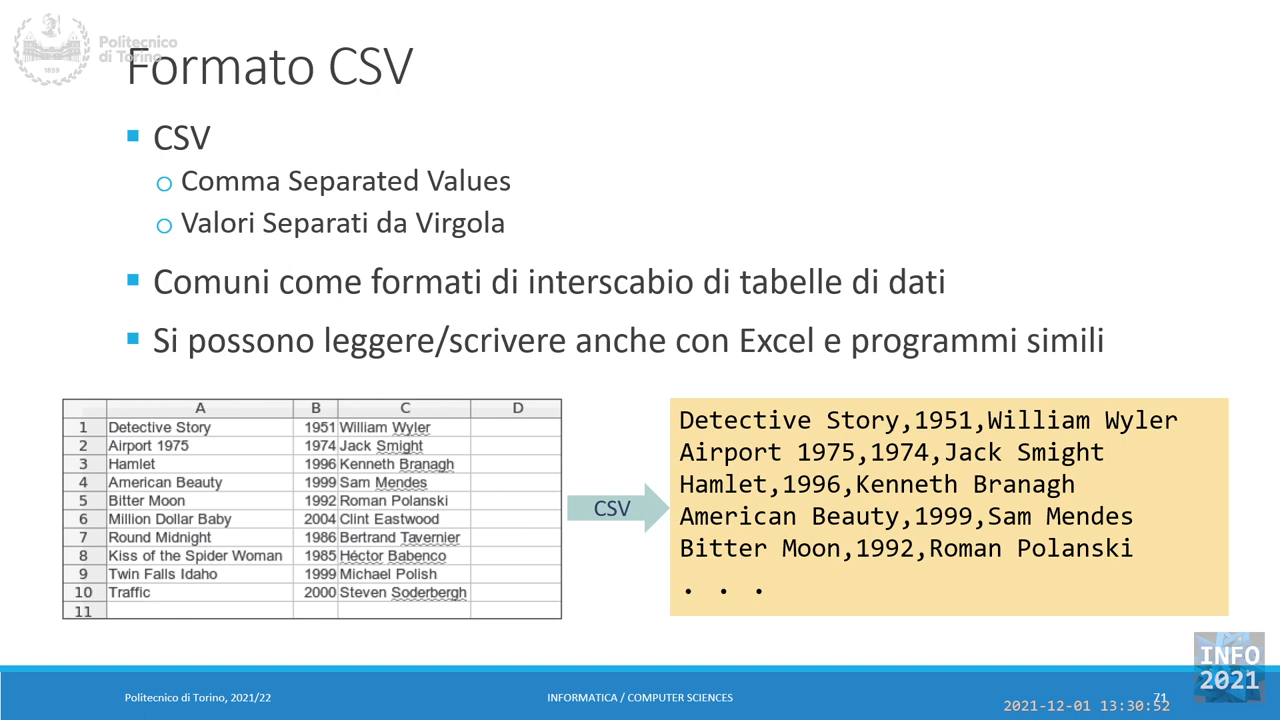 Politecnico
di Torino
1859
Formato CSV
CSV
Comma Separated Values
Valori Separati da Virgola
Comuni come formati di interscabio di tabelle di dati
Si possono leggere/scrivere anche con Excel e programmi simili
A B C D
1 Detective Story 1951 William Wyler
2 Airport 1975 1974 Jack Smight
3 Hamlet 1996 Kenneth Branagh
4 American Beauty 1999 Sam Mendes
5 Bitter Moon 1992 Roman Polanski
6 Million Dollar Baby 2004 Clint Eastwood
7 Round Midnight 1986 Bertrand Tavernier
8 Kiss of the Spider Woman 1985 Héctor Babenco
9 Twin Falls Idaho 1999 Michael Polish
10 Traffic 2000 Steven Soderbergh
11
CSV
Detective Story,1951,William Wyler
Airport 1975,1974,Jack Smight
Hamlet,1996,Kenneth Branagh
American Beauty,1999,Sam Mendes
Bitter Moon,1992,Roman Polanski
. . .
Politecnico di Torino, 2021/22
INFORMATICA / COMPUTER SCIENCES
71
INFO
2021
2021-12-01 13:30:52